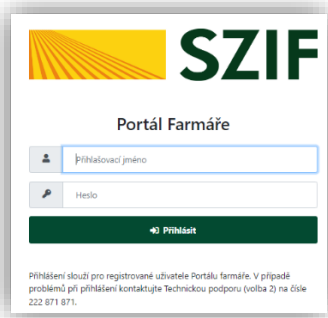 SZIF
Portál Farmáře
Přihlašovací jméno
Heslo
Přihlásit
Přihlášení slouží pro registrované uživatele Portálu farmáře. V případě
problémů při přihlášení kontaktujte Technickou podporu (volba 2) na čísle
222 871 871.